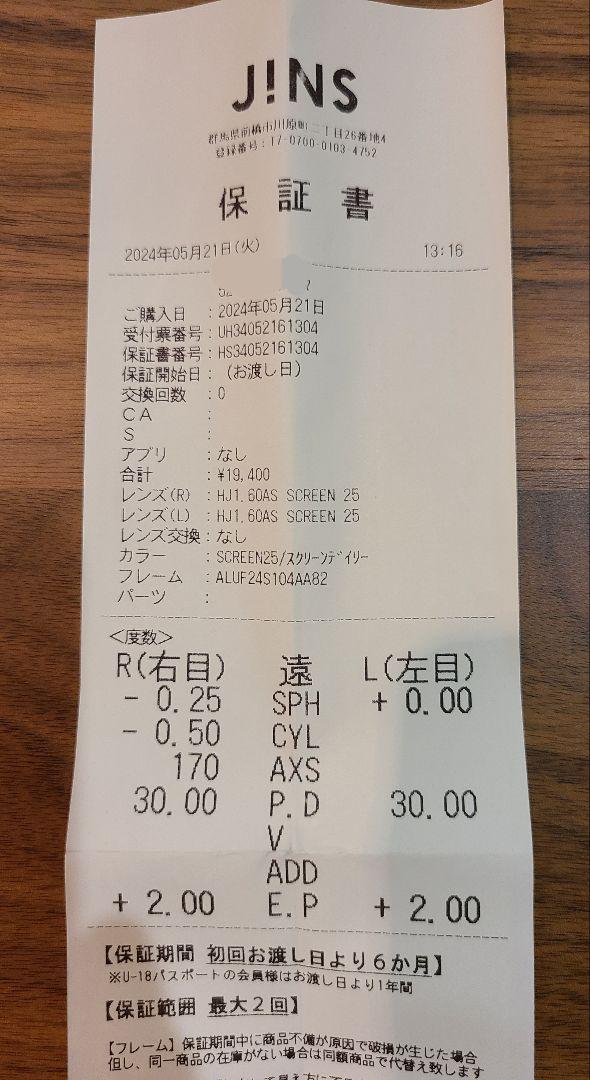 J!NS
群馬県前橋市川原町二丁目26番地4
登録番号：T7-0700-0103-4752
保証書
2024年05月21日(火) 13:16
ご購入日 ：2024年05月21日
受付票番号：UH34052161304
保証書番号：HS34052161304
保証開始日：（お渡し日）
交換回数 ：0
ＣＡ ：
Ｓ ：
アプリ ：なし
合計 ：¥19,400
レンズ(R) ：HJ1.60AS SCREEN 25
レンズ(L) ：HJ1.60AS SCREEN 25
レンズ交換：なし
カラー ：SCREEN25/ｽｸﾘｰﾝﾃﾞｲﾘｰ
フレーム ：ALUF24S104AA82
パーツ ：
＜度数＞
R(右目) 遠 L(左目)
- 0.25 SPH + 0.00
- 0.50 CYL
170 AXS
30.00 P.D 30.00
V
ADD
+ 2.00 E.P + 2.00
【保証期間 初回お渡し日より６か月】
※U-18パスポートの会員様はお渡し日より1年間
【保証範囲 最大２回】
【フレーム】保証期間中に商品不備が原因で破損が生じた場合
但し、同一商品の在庫がない場合は同額商品で代替え致します